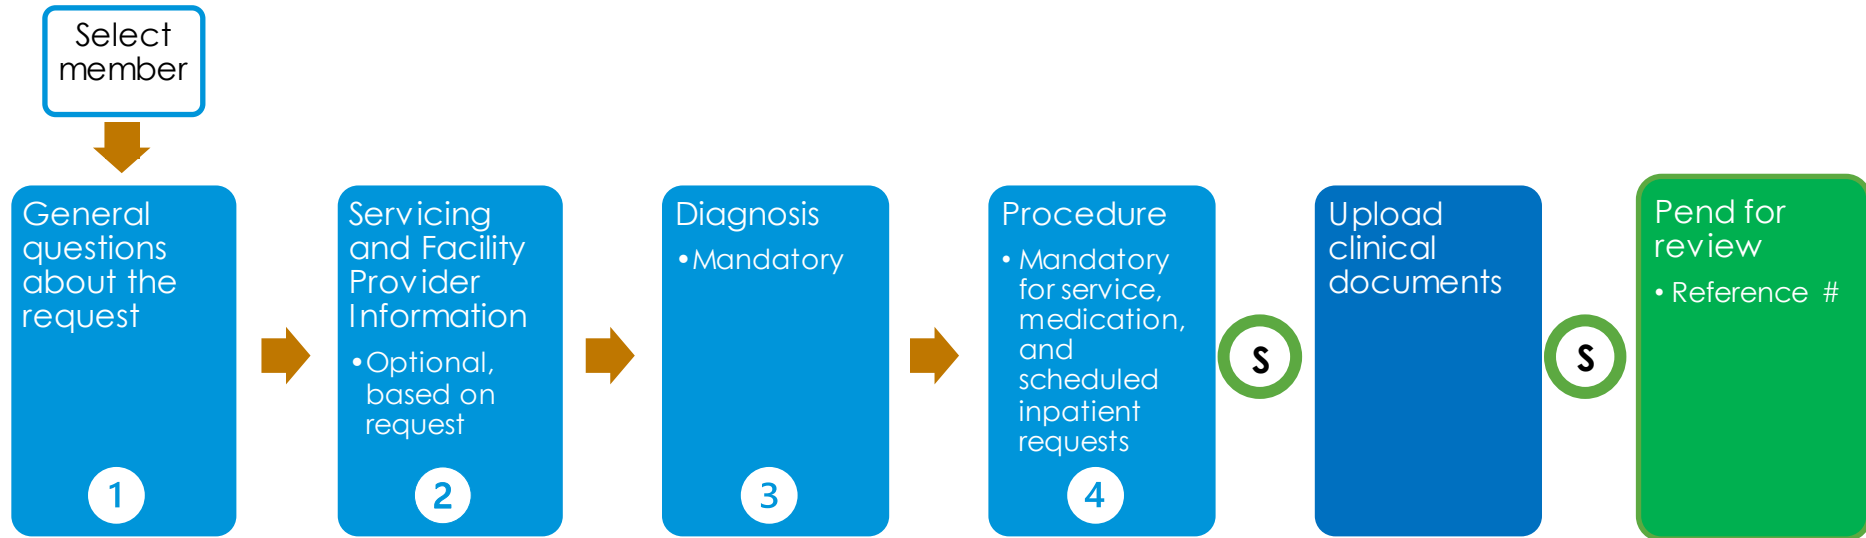 Select
member
General
questions
about the
request
1
Servicing
and Facility
Provider
Information
•Optional,
based on
request
2
Diagnosis
•Mandatory
3
Procedure
• Mandatory
for service,
medication,
and
scheduled
inpatient
requests
4
S
Upload
clinical
documents
S
Pend for
review
• Reference #